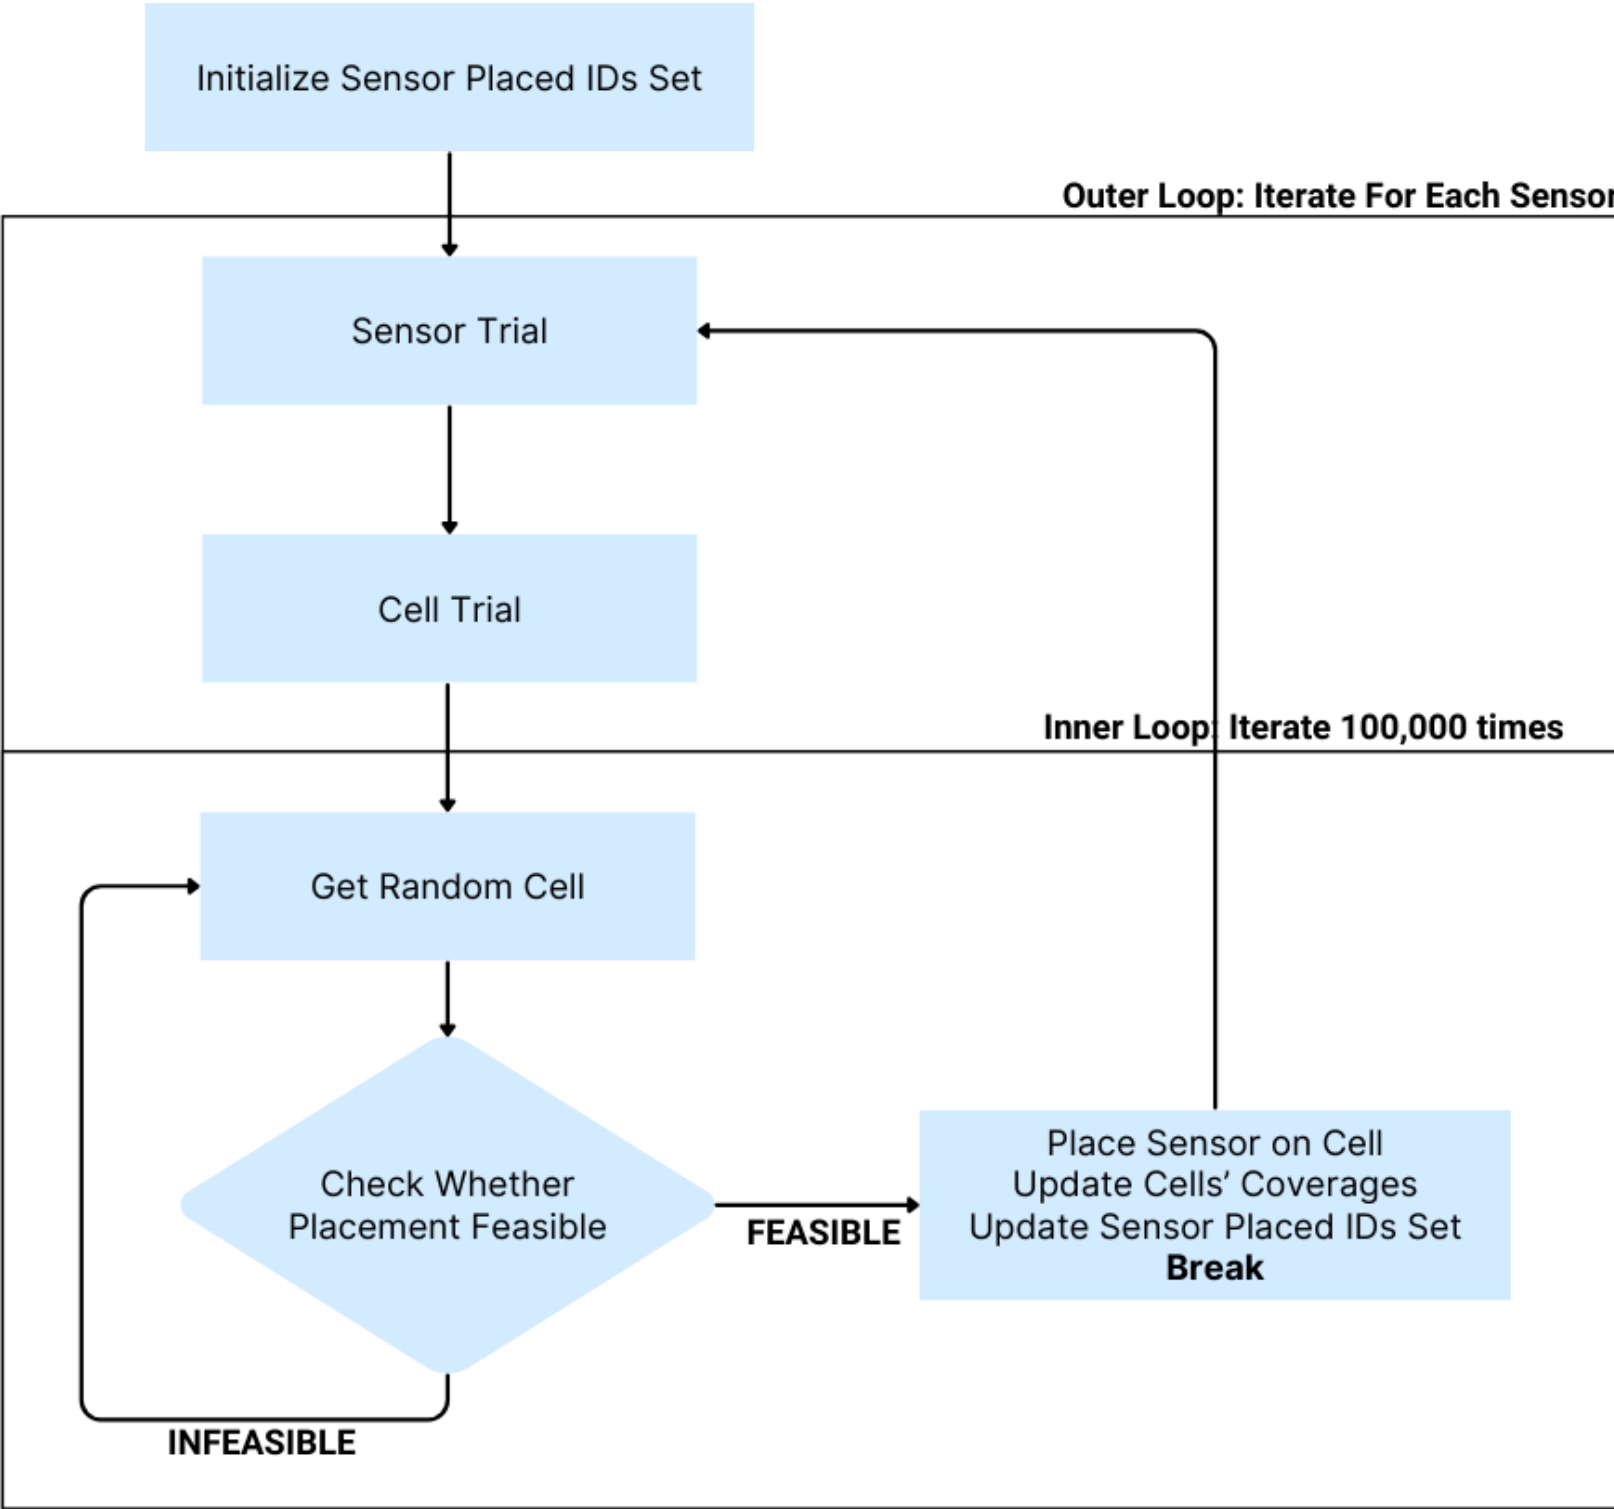 Initialize Sensor Placed IDs Set
Outer Loop: Iterate For Each Sensor
Sensor Trial
Cell Trial
Inner Loop: Iterate 100,000 times
Get Random Cell
Check Whether
Placement Feasible
FEASIBLE
Place Sensor on Cell
Update Cells’ Coverages
Update Sensor Placed IDs Set
Break
INFEASIBLE